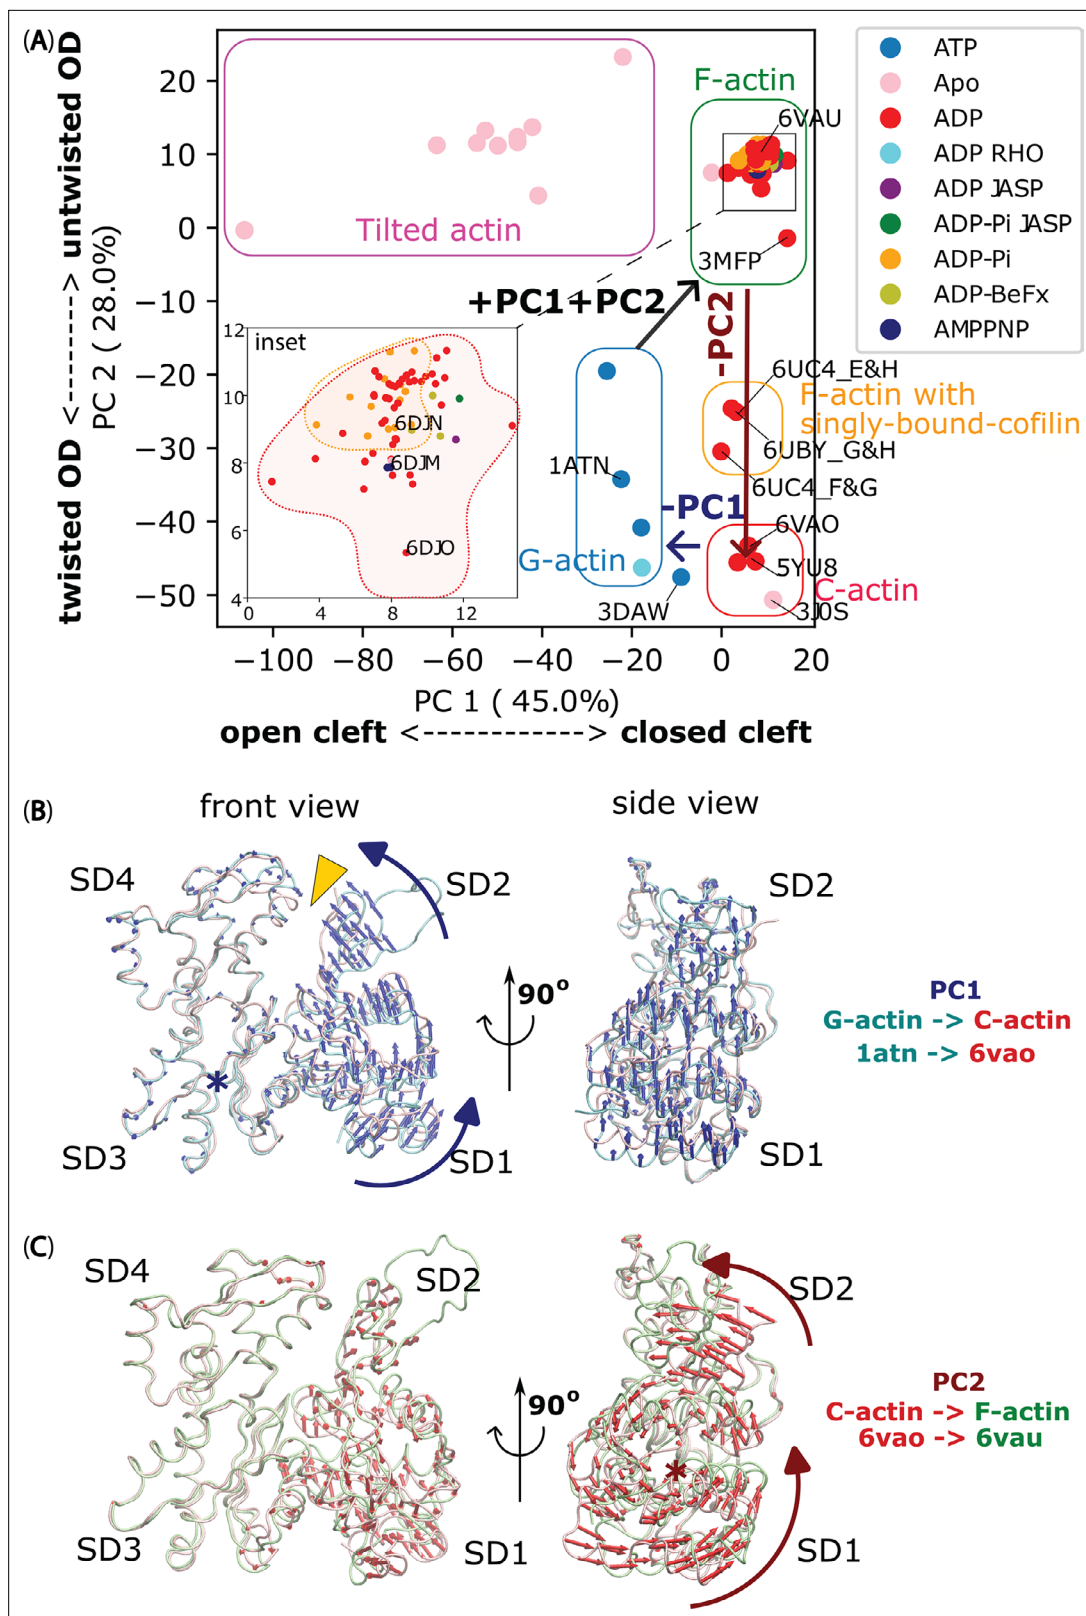 (A)
twisted OD <--------> untwisted OD
PC 2 ( 28.0%)
20
10
0
−10
−20
−30
−40
−50
Tilted actin
F-actin
6VAU
3MFP
+PC1+PC2
-PC2
6UC4_E&H
F-actin with
singly-bound-cofilin
6UBY_G&H
6UC4_F&G
1ATN
-PC1
6VAO
G-actin
5YU8
C-actin
3DAW
3J0S
inset
12
10
8
6
4
6DJN
6DJM
6DJO
0
4
8
12
−100
−80
−60
−40
−20
0
20
PC 1 ( 45.0%)
open cleft <------------> closed cleft
ATP
Apo
ADP
ADP RHO
ADP JASP
ADP-Pi JASP
ADP-Pi
ADP-BeFx
AMPPNP
(B)
front view
side view
SD4
SD2
SD2
90°
*
SD3
SD1
SD1
PC1
G-actin -> C-actin
1atn -> 6vao
(C)
SD4
SD2
SD2
90°
*
SD3
SD1
SD1
PC2
C-actin -> F-actin
6vao -> 6vau